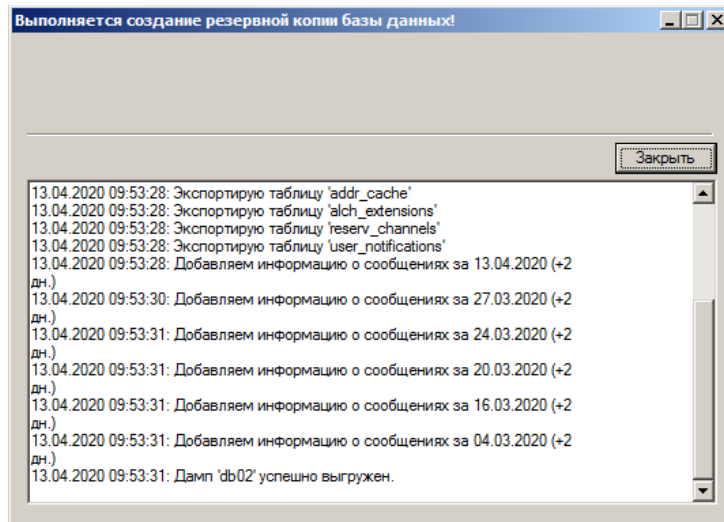 Выполняется создание резервной копии базы данных!
Закрыть
13.04.2020 09:53:28: Экспортирую таблицу 'addr_cache'
13.04.2020 09:53:28: Экспортирую таблицу 'alch_extensions'
13.04.2020 09:53:28: Экспортирую таблицу 'reserv_channels'
13.04.2020 09:53:28: Экспортирую таблицу 'user_notifications'
13.04.2020 09:53:28: Добавляем информацию о сообщениях за 13.04.2020 (+2
дн.)
13.04.2020 09:53:30: Добавляем информацию о сообщениях за 27.03.2020 (+2
дн.)
13.04.2020 09:53:31: Добавляем информацию о сообщениях за 24.03.2020 (+2
дн.)
13.04.2020 09:53:31: Добавляем информацию о сообщениях за 20.03.2020 (+2
дн.)
13.04.2020 09:53:31: Добавляем информацию о сообщениях за 16.03.2020 (+2
дн.)
13.04.2020 09:53:31: Добавляем информацию о сообщениях за 04.03.2020 (+2
дн.)
13.04.2020 09:53:31: Дамп 'db02' успешно выгружен.